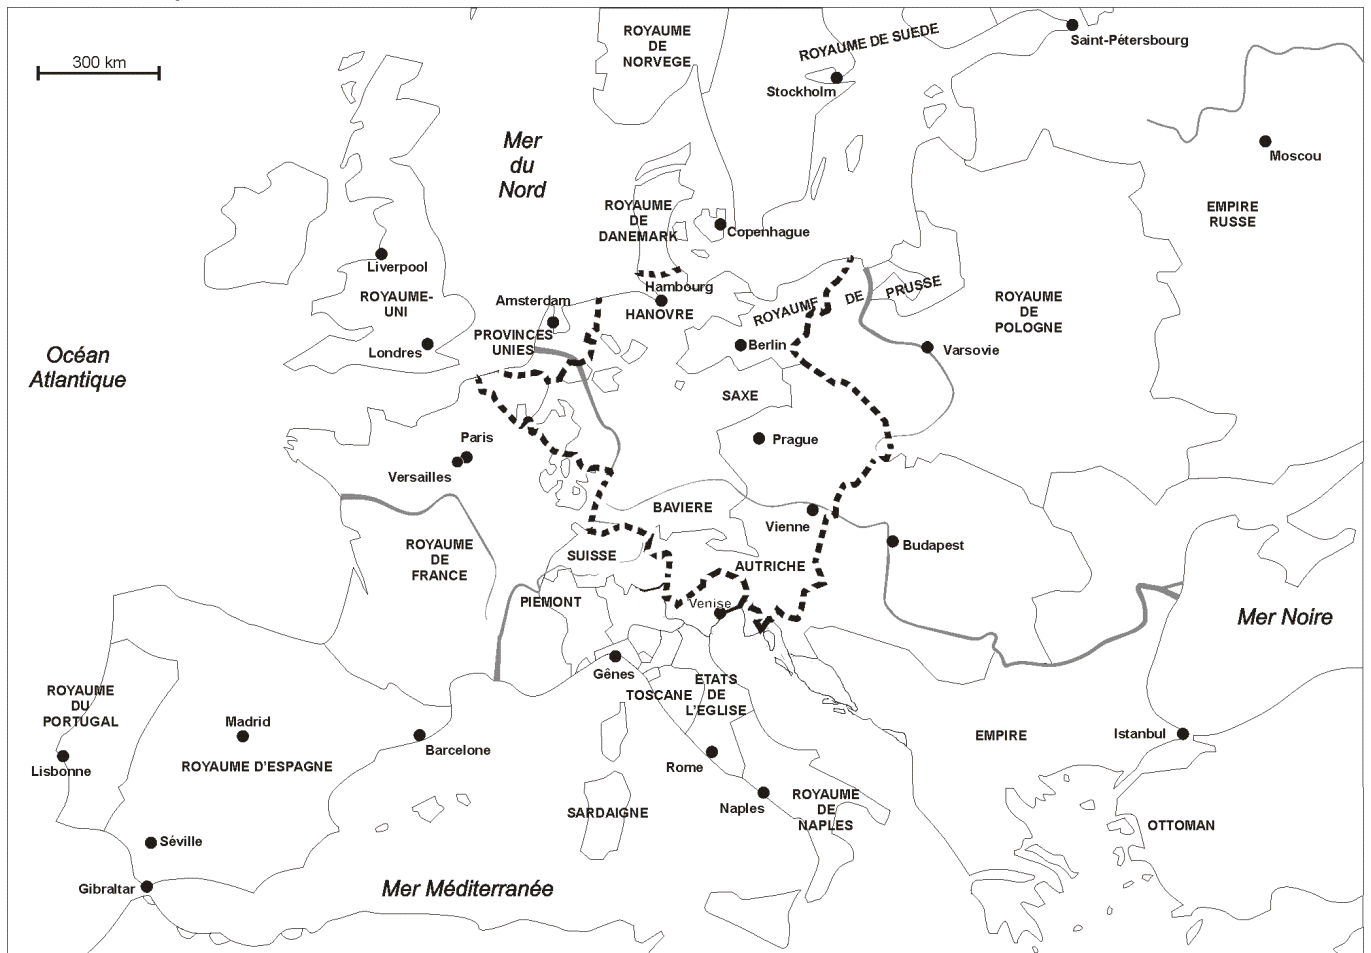 300 km
ROYAUME
DE
NORVEGE
ROYAUME DE SUEDE
Saint-Pétersbourg
Stockholm
Mer
du
Nord
Moscou
ROYAUME
DE
DANEMARK
EMPIRE
RUSSE
Copenhague
Liverpool
Hambourg
ROYAUME-
UNI
Amsterdam
HANOVRE
ROYAUME DE PRUSSE
ROYAUME
DE
POLOGNE
PROVINCES
UNIES
Londres
Berlin
Varsovie
Océan
Atlantique
SAXE
Paris
Prague
Versailles
BAVIERE
Vienne
ROYAUME
DE
FRANCE
SUISSE
Budapest
AUTRICHE
PIEMONT
Venise
Mer Noire
Gênes
ROYAUME
DU
PORTUGAL
TOSCANE
ETATS
DE
L'EGLISE
Madrid
Barcelone
EMPIRE
Istanbul
Lisbonne
ROYAUME D'ESPAGNE
Rome
SARDAIGNE
Naples
ROYAUME
DE
NAPLES
OTTOMAN
Séville
Gibraltar
Mer Méditerranée